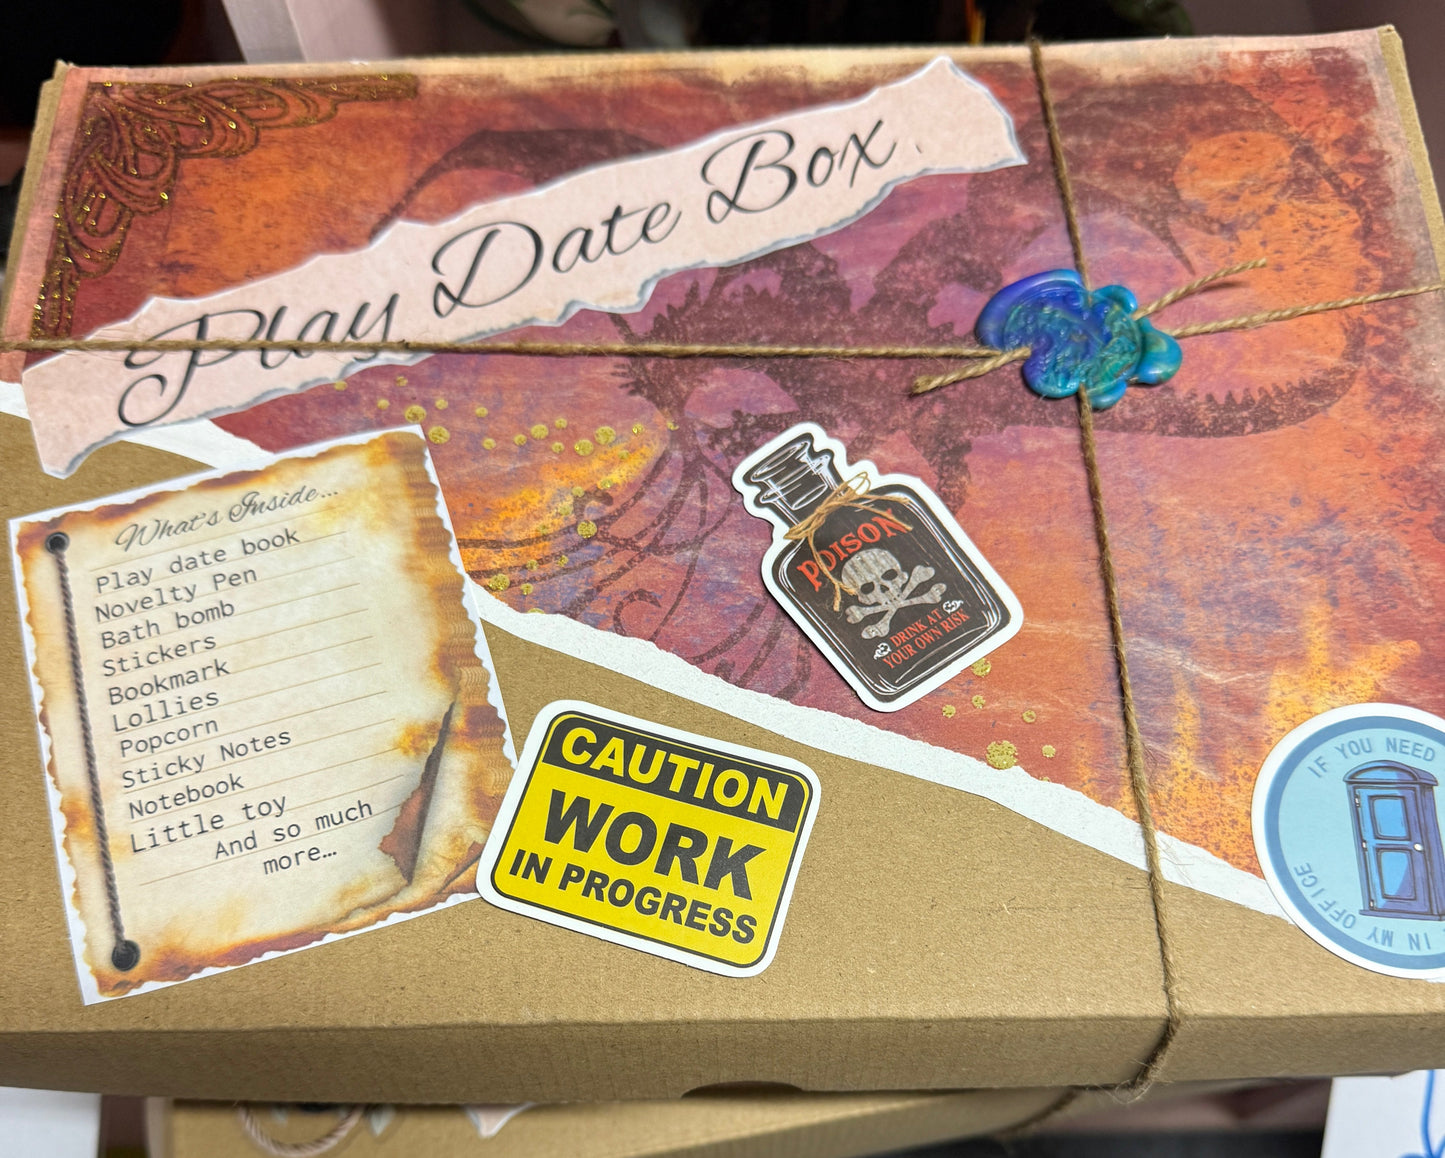 Play Date Box.
What's Inside...
Play date book
Novelty Pen
Bath bomb
Stickers
Bookmark
Lollies
Popcorn
Sticky Notes
Notebook
Little toy
And so much
more...
POISON
DRINK AT
YOUR OWN RISK
CAUTION
WORK
IN PROGRESS
IF YOU NEED
IN MY OFFICE